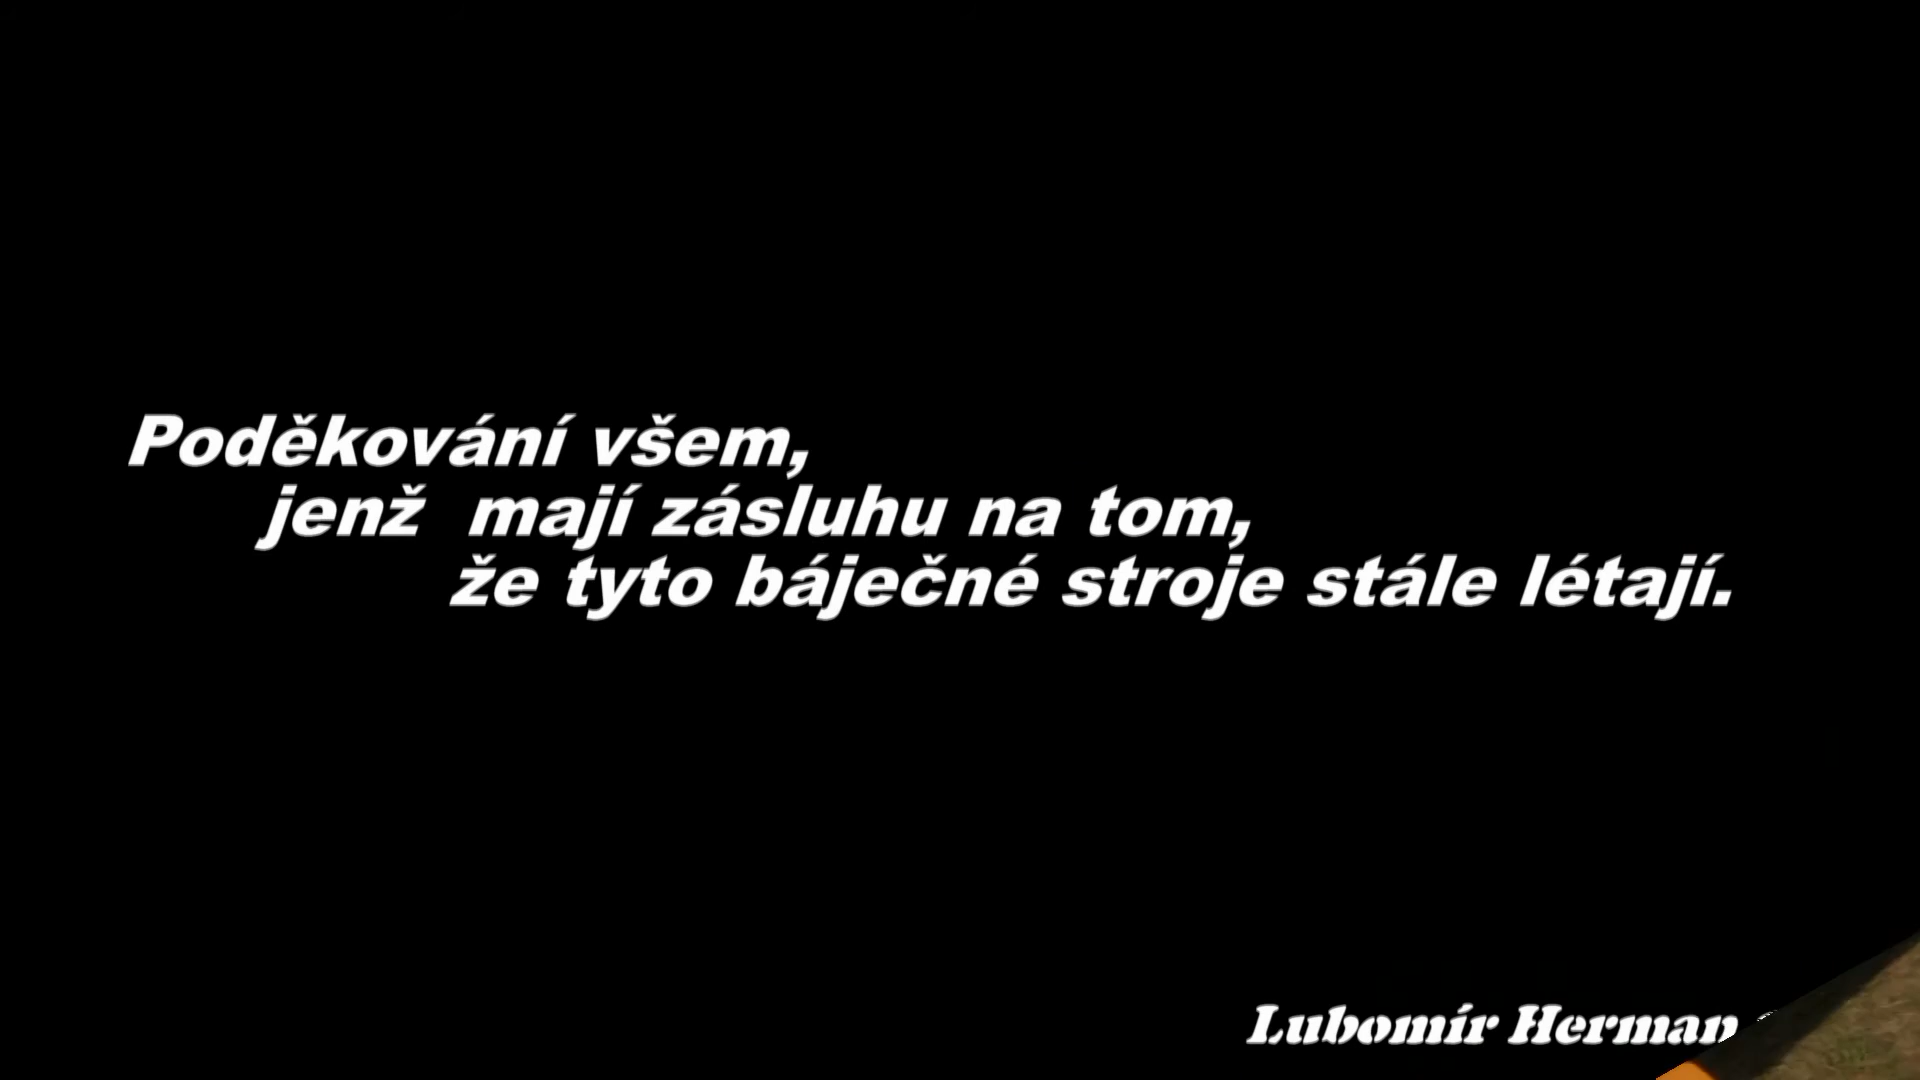 Poděkování všem,
jenž mají zásluhu na tom,
že tyto báječné stroje stále létají.
Lubomír Herman